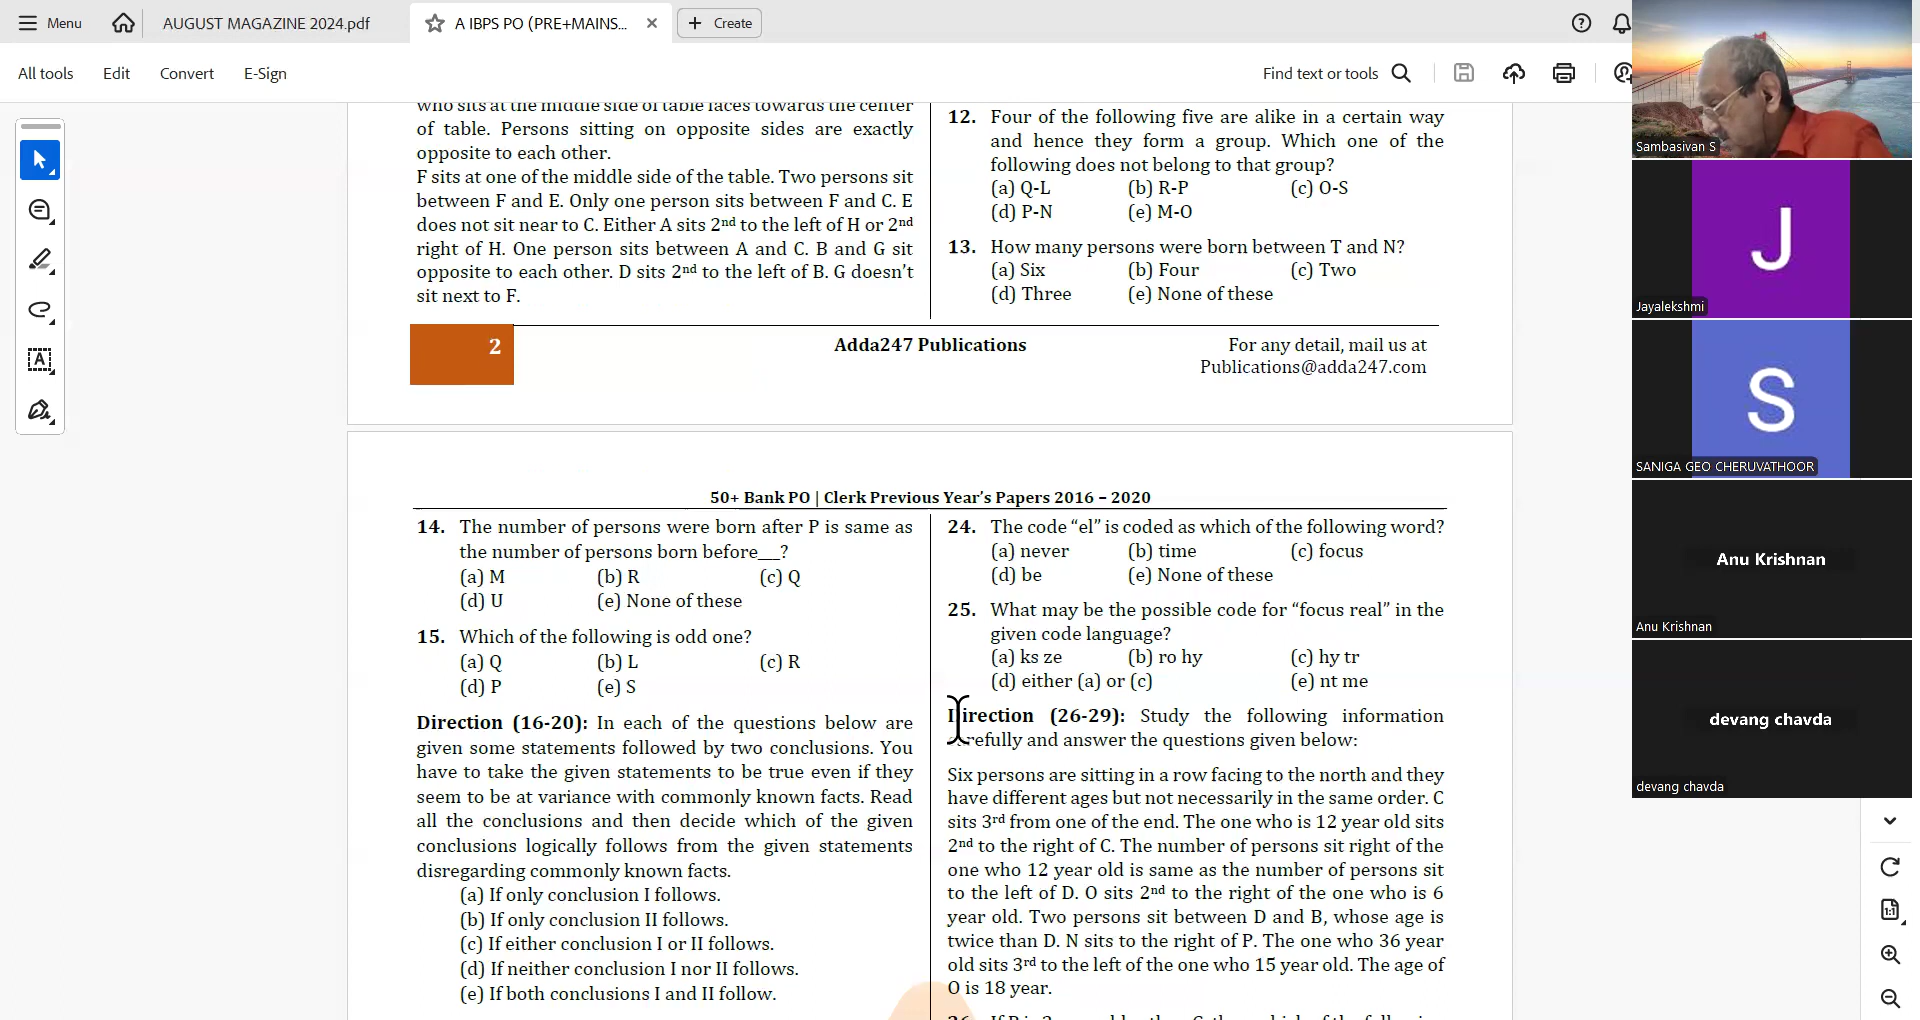 Menu
AUGUST MAGAZINE 2024.pdf
A IBPS PO (PRE+MAINS...
Create
All tools
Edit
Convert
E-Sign
Find text or tools
who sits at the middle side of table faces towards the center
of table. Persons sitting on opposite sides are exactly
opposite to each other.
F sits at one of the middle side of the table. Two persons sit
between F and E. Only one person sits between F and C. E
does not sit near to C. Either A sits 2nd to the left of H or 2nd
right of H. One person sits between A and C. B and G sit
opposite to each other. D sits 2nd to the left of B. G doesn't
sit next to F.
12. Four of the following five are alike in a certain way
and hence they form a group. Which one of the
following does not belong to that group?
(a) Q-L (b) R-P (c) O-S
(d) P-N (e) M-O
13. How many persons were born between T and N?
(a) Six (b) Four (c) Two
(d) Three (e) None of these
2
Adda247 Publications
For any detail, mail us at
Publications@adda247.com
50+ Bank PO | Clerk Previous Year's Papers 2016 – 2020
14. The number of persons were born after P is same as
the number of persons born before__?
(a) M (b) R (c) Q
(d) U (e) None of these
15. Which of the following is odd one?
(a) Q (b) L (c) R
(d) P (e) S
Direction (16-20): In each of the questions below are
given some statements followed by two conclusions. You
have to take the given statements to be true even if they
seem to be at variance with commonly known facts. Read
all the conclusions and then decide which of the given
conclusions logically follows from the given statements
disregarding commonly known facts.
(a) If only conclusion I follows.
(b) If only conclusion II follows.
(c) If either conclusion I or II follows.
(d) If neither conclusion I nor II follows.
(e) If both conclusions I and II follow.
24. The code “el” is coded as which of the following word?
(a) never (b) time (c) focus
(d) be (e) None of these
25. What may be the possible code for “focus real” in the
given code language?
(a) ks ze (b) ro hy (c) hy tr
(d) either (a) or (c) (e) nt me
Direction (26-29): Study the following information
carefully and answer the questions given below:
Six persons are sitting in a row facing to the north and they
have different ages but not necessarily in the same order. C
sits 3rd from one of the end. The one who is 12 year old sits
2nd to the right of C. The number of persons sit right of the
one who 12 year old is same as the number of persons sit
to the left of D. O sits 2nd to the right of the one who is 6
year old. Two persons sit between D and B, whose age is
twice than D. N sits to the right of P. The one who 36 year
old sits 3rd to the left of the one who 15 year old. The age of
O is 18 year.
Sambasivan S
J
Jayalekshmi
S
SANIGA GEO CHERUVATHOOR
Anu Krishnan
Anu Krishnan
devang chavda
devang chavda